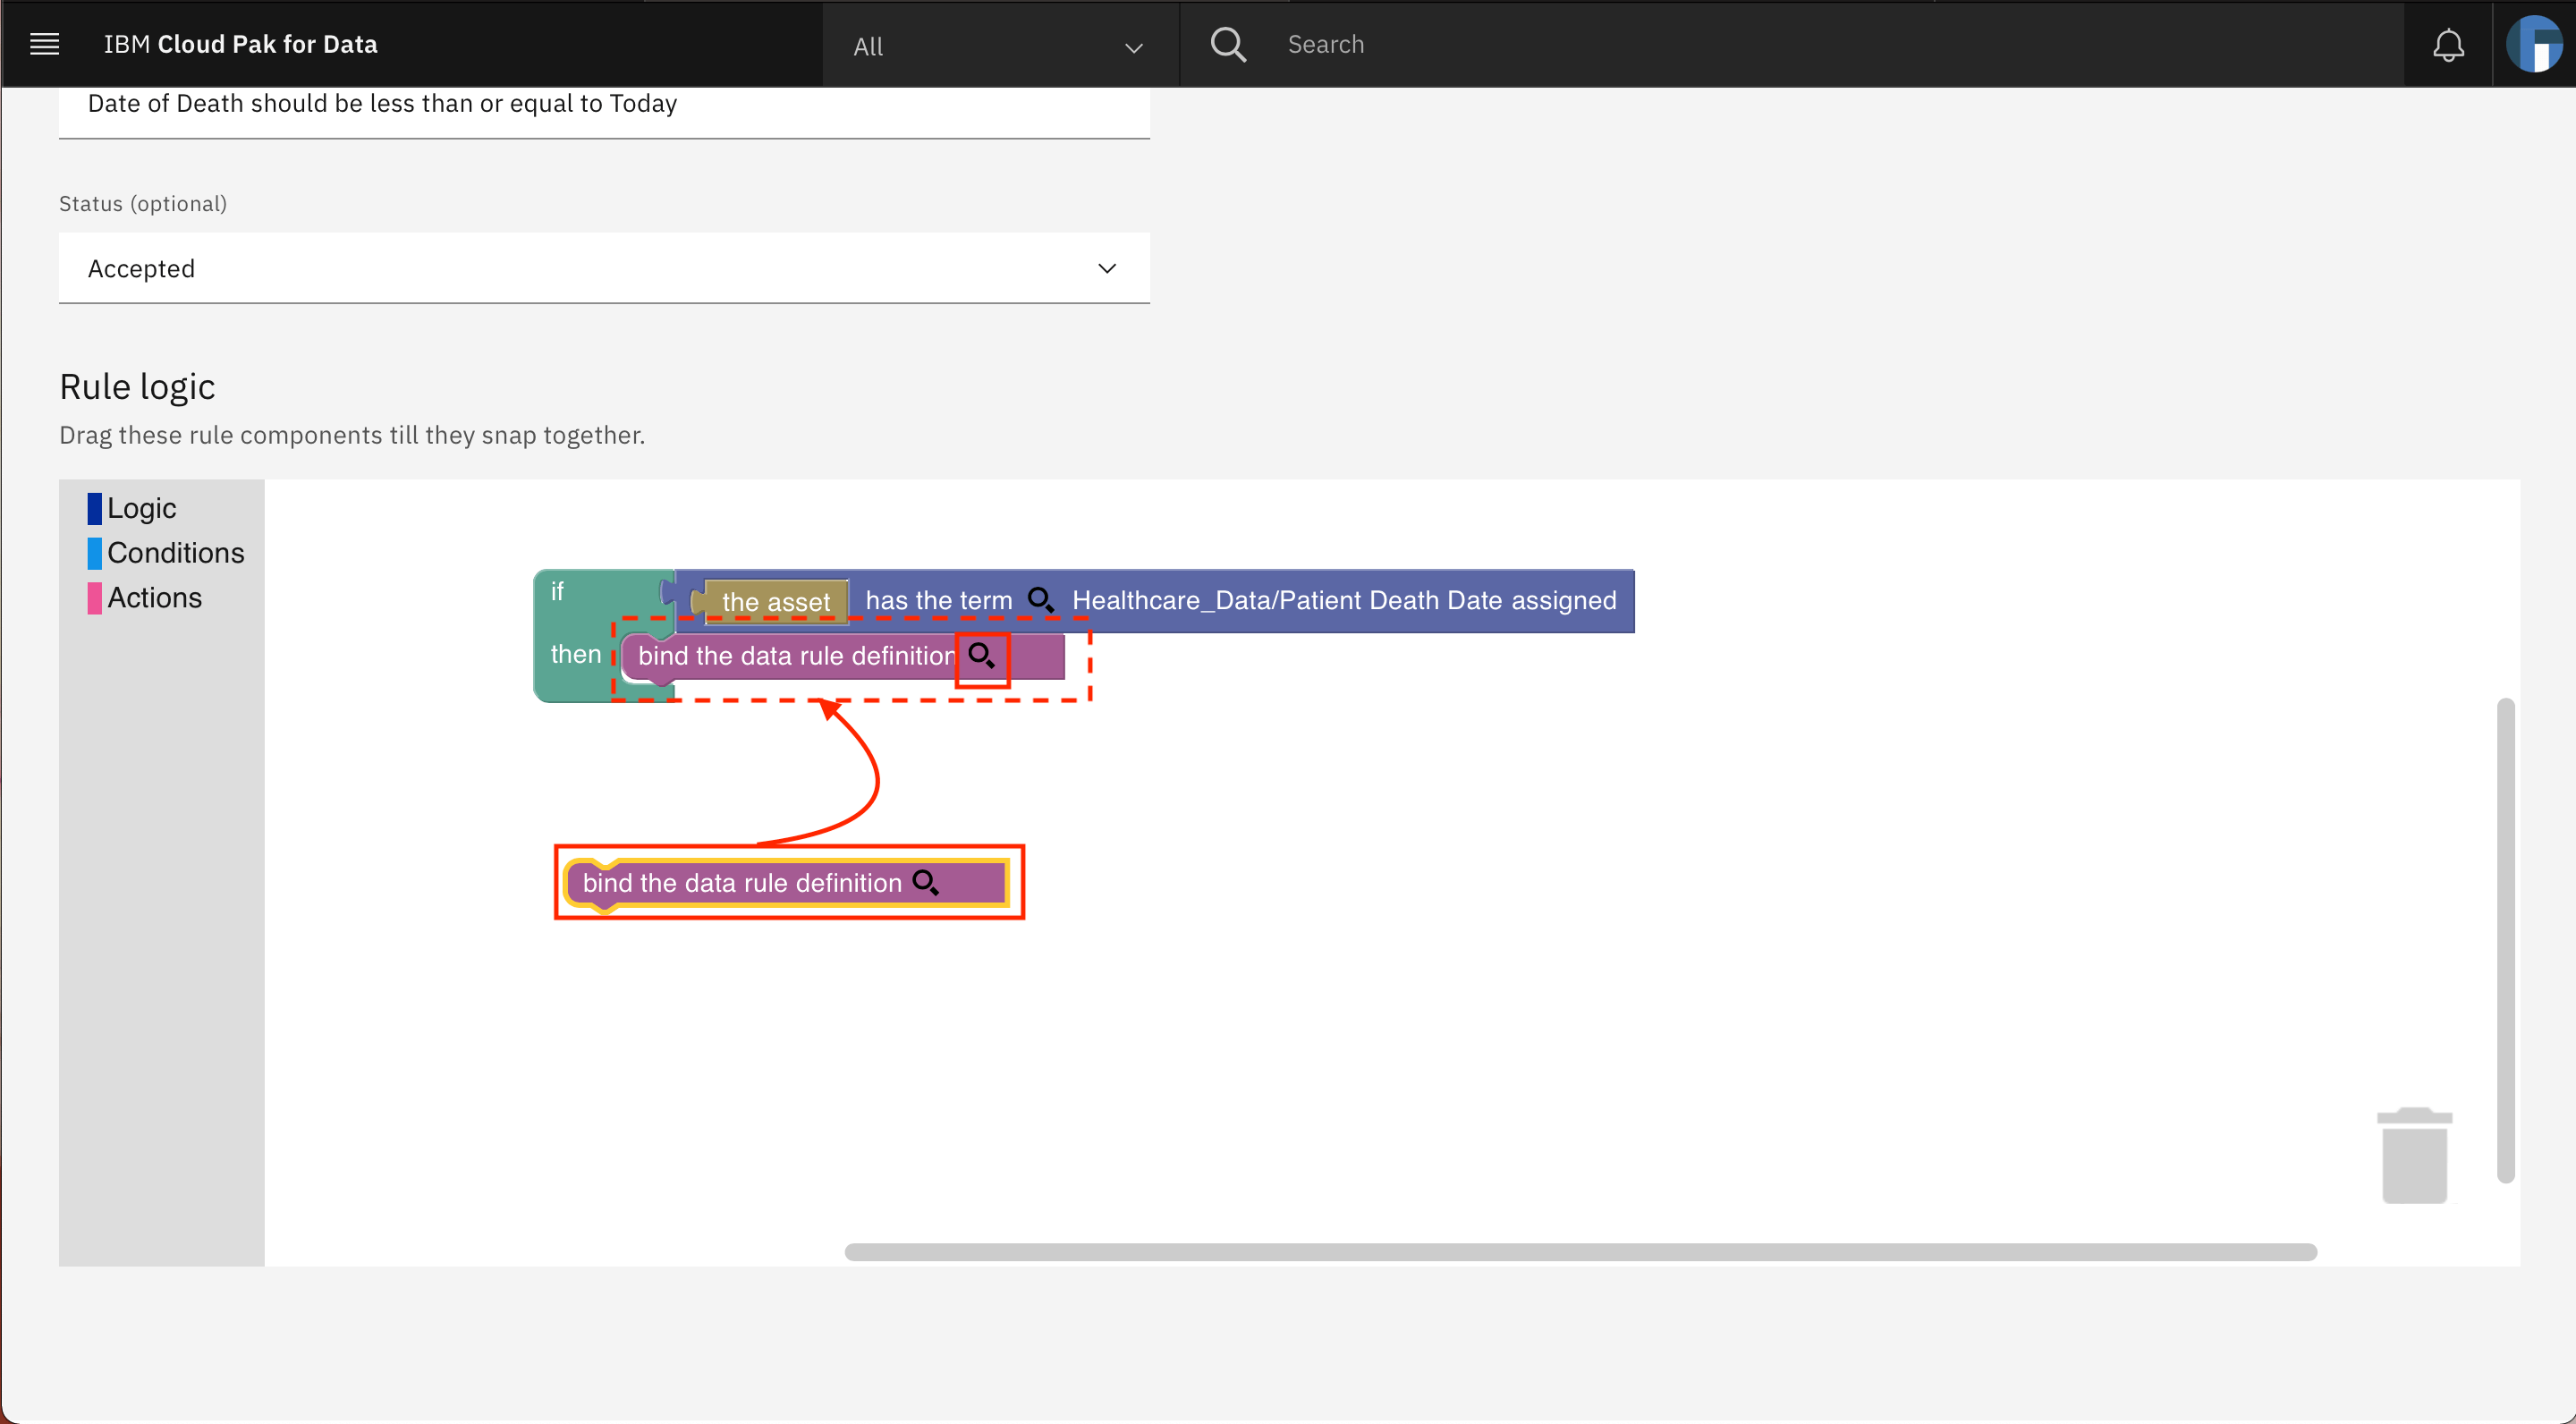 IBM Cloud Pak for Data
All
Search
Date of Death should be less than or equal to Today
Status (optional)
Accepted
Rule logic
Drag these rule components till they snap together.
Logic
Conditions
Actions
if the asset has the term Healthcare_Data/Patient Death Date assigned
then bind the data rule definition
bind the data rule definition